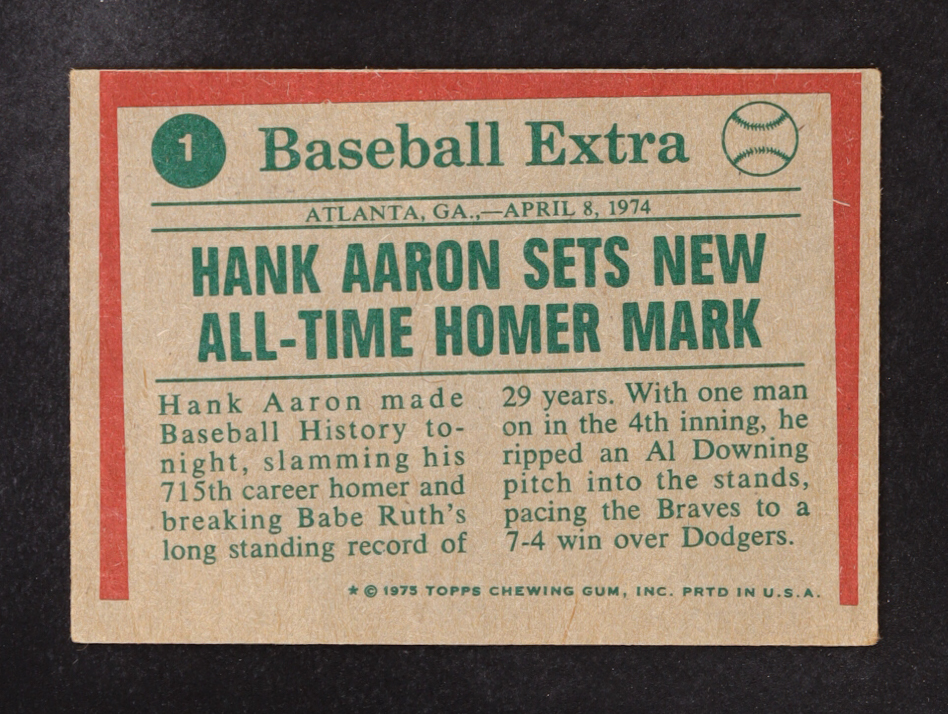 1 Baseball Extra
ATLANTA, GA.,—APRIL 8, 1974
HANK AARON SETS NEW
ALL-TIME HOMER MARK
Hank Aaron made
Baseball History to-
night, slamming his
715th career homer and
breaking Babe Ruth's
long standing record of
29 years. With one man
on in the 4th inning, he
ripped an Al Downing
pitch into the stands,
pacing the Braves to a
7-4 win over Dodgers.
★ © 1975 TOPPS CHEWING GUM, INC. PRTD IN U.S.A.